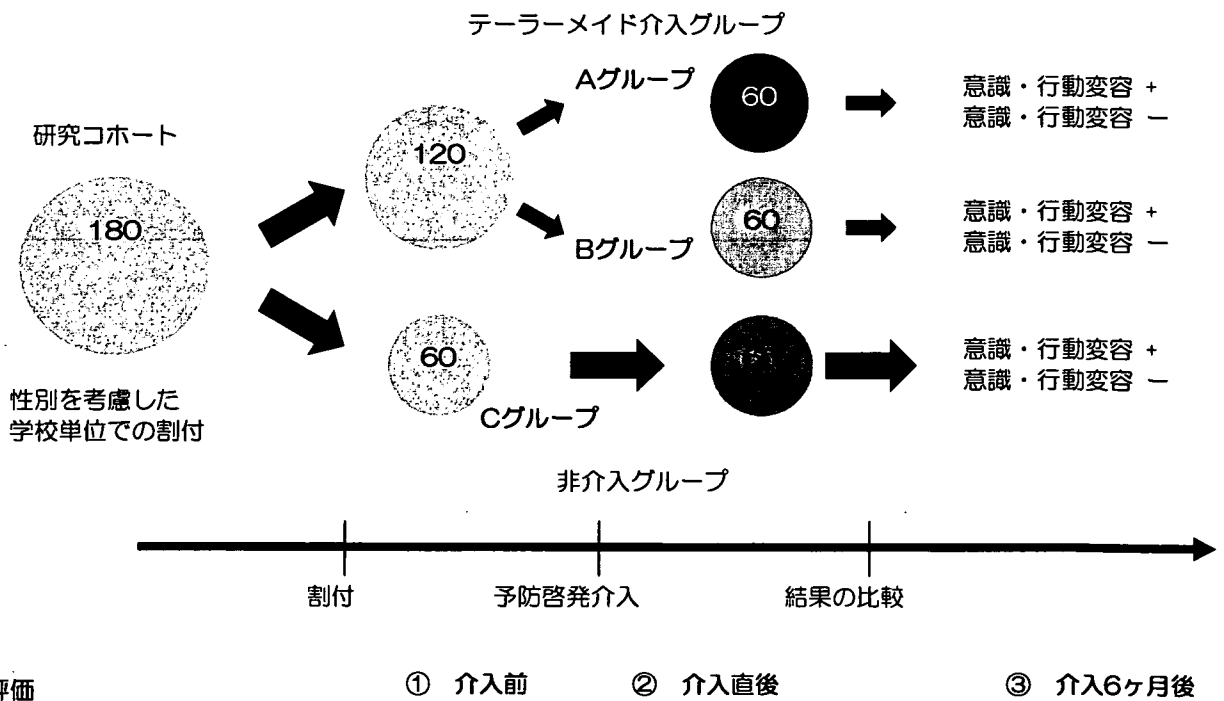 テーラーメイド介入グループ
Aグループ
60
意識・行動変容 +
意識・行動変容 −
研究コホート
120
180
Bグループ
60
意識・行動変容 +
意識・行動変容 −
60
意識・行動変容 +
意識・行動変容 −
性別を考慮した
学校単位での割付
Cグループ
非介入グループ
割付
予防啓発介入
結果の比較
評価
① 介入前
② 介入直後
③ 介入6ヶ月後